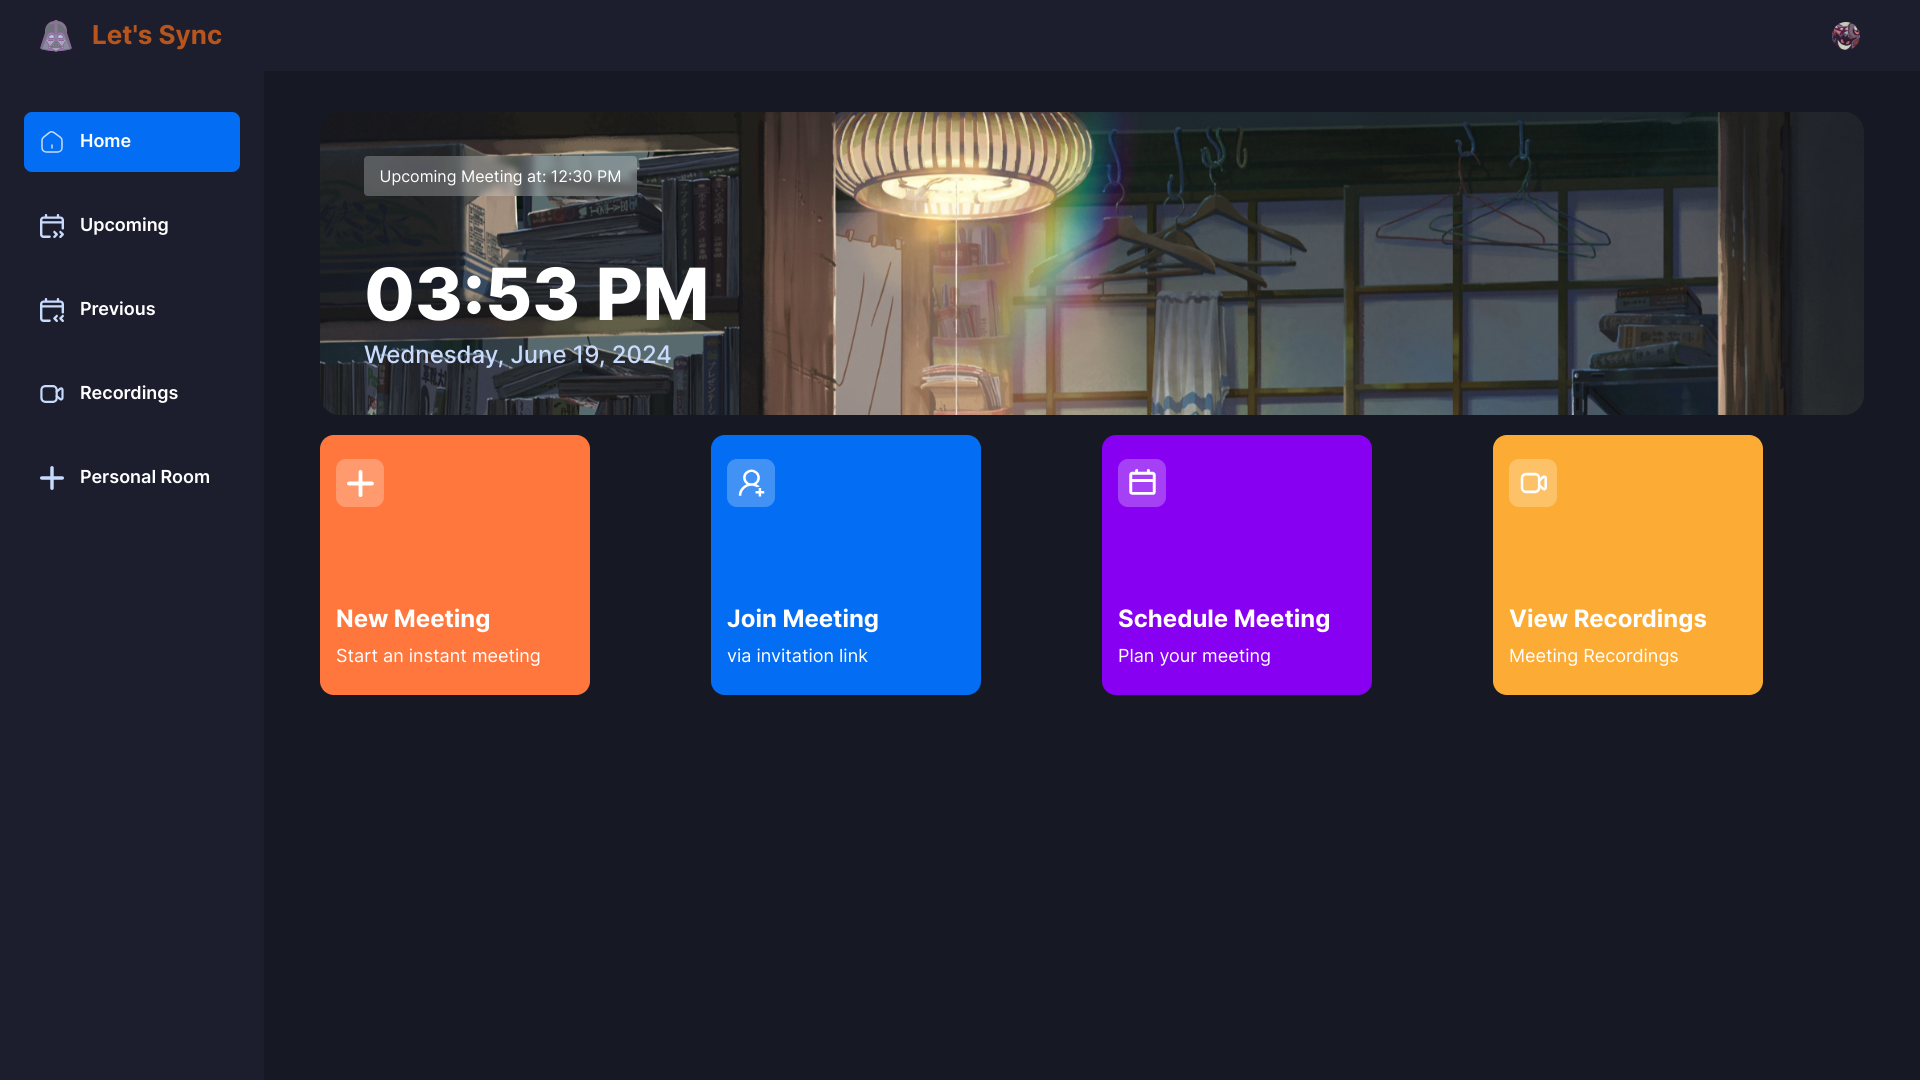 Let's Sync
Home
Upcoming
Previous
Recordings
Personal Room
Upcoming Meeting at: 12:30 PM
03:53 PM
Wednesday, June 19, 2024
New Meeting
Start an instant meeting
Join Meeting
via invitation link
Schedule Meeting
Plan your meeting
View Recordings
Meeting Recordings